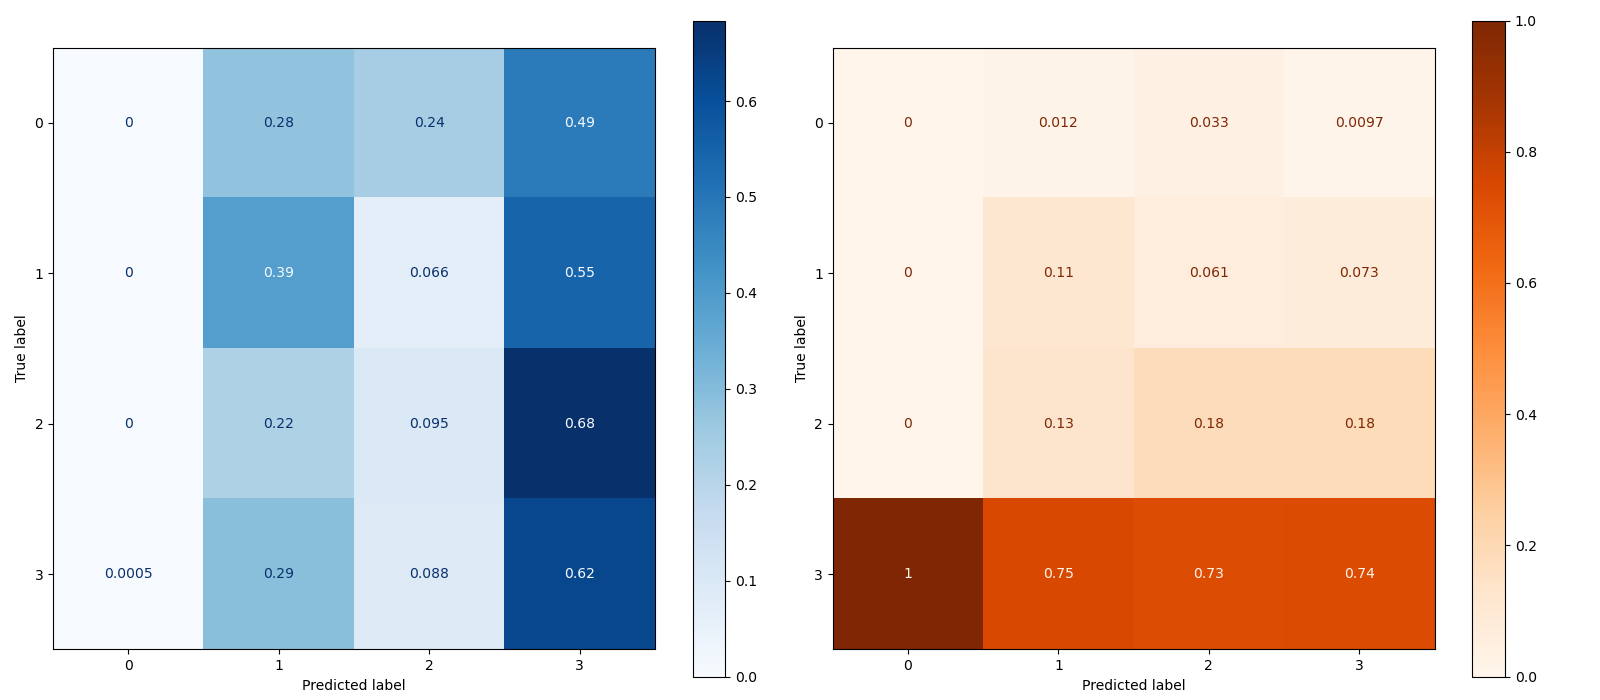 0 0 0.28 0.24 0.49
1 0 0.39 0.066 0.55
2 0 0.22 0.095 0.68
3 0.0005 0.29 0.088 0.62
0 1 2 3
True label
Predicted label
0.6
0.5
0.4
0.3
0.2
0.1
0.0
0 0 0.012 0.033 0.0097
1 0 0.11 0.061 0.073
2 0 0.13 0.18 0.18
3 1 0.75 0.73 0.74
0 1 2 3
True label
Predicted label
1.0
0.8
0.6
0.4
0.2
0.0